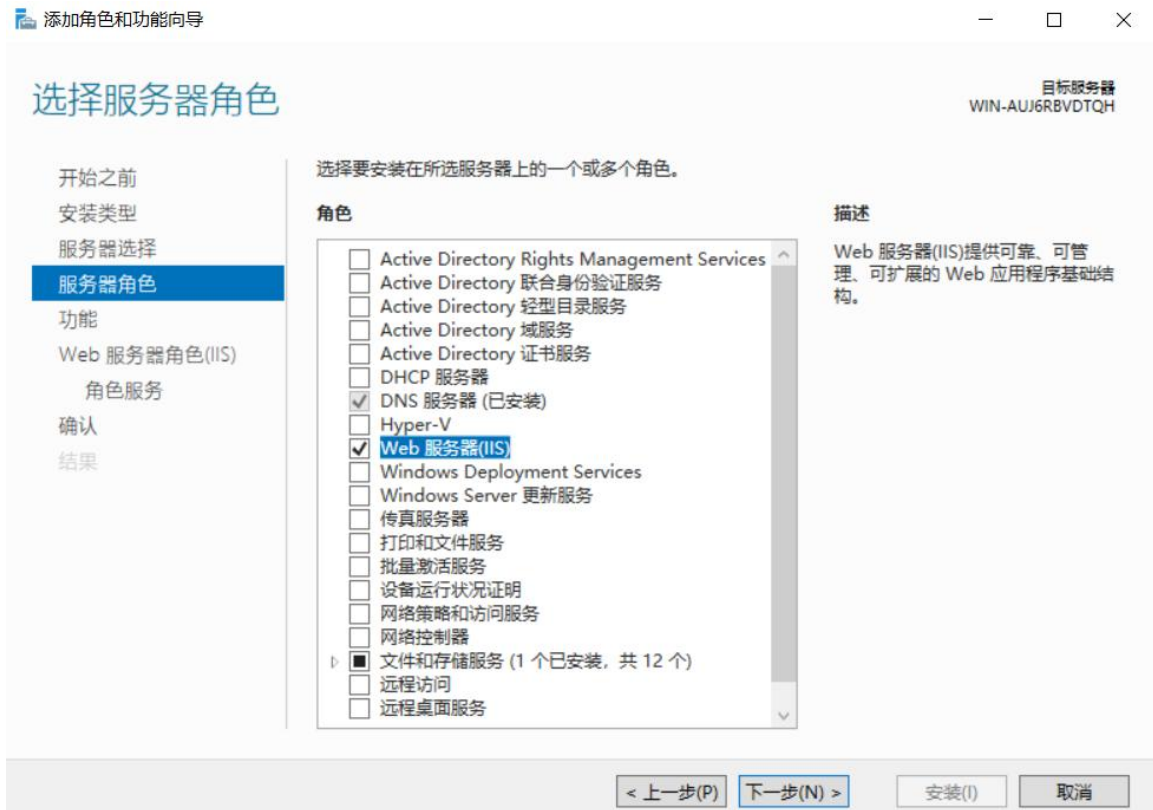 添加角色和功能向导
选择服务器角色
目标服务器
WIN-AUJ6RBVDTQH
开始之前
安装类型
服务器选择
服务器角色
功能
Web 服务器角色(IIS)
角色服务
确认
结果
选择要安装在所选服务器上的一个或多个角色。
角色
Active Directory Rights Management Services
Active Directory 联合身份验证服务
Active Directory 轻型目录服务
Active Directory 域服务
Active Directory 证书服务
DHCP 服务器
DNS 服务器 (已安装)
Hyper-V
Web 服务器(IIS)
Windows Deployment Services
Windows Server 更新服务
传真服务器
打印和文件服务
批量激活服务
设备运行状况证明
网络策略和访问服务
网络控制器
文件和存储服务 (1 个已安装，共 12 个)
远程访问
远程桌面服务
描述
Web 服务器(IIS)提供可靠、可管
理、可扩展的 Web 应用程序基础结
构。
< 上一步(P)
下一步(N) >
安装(I)
取消